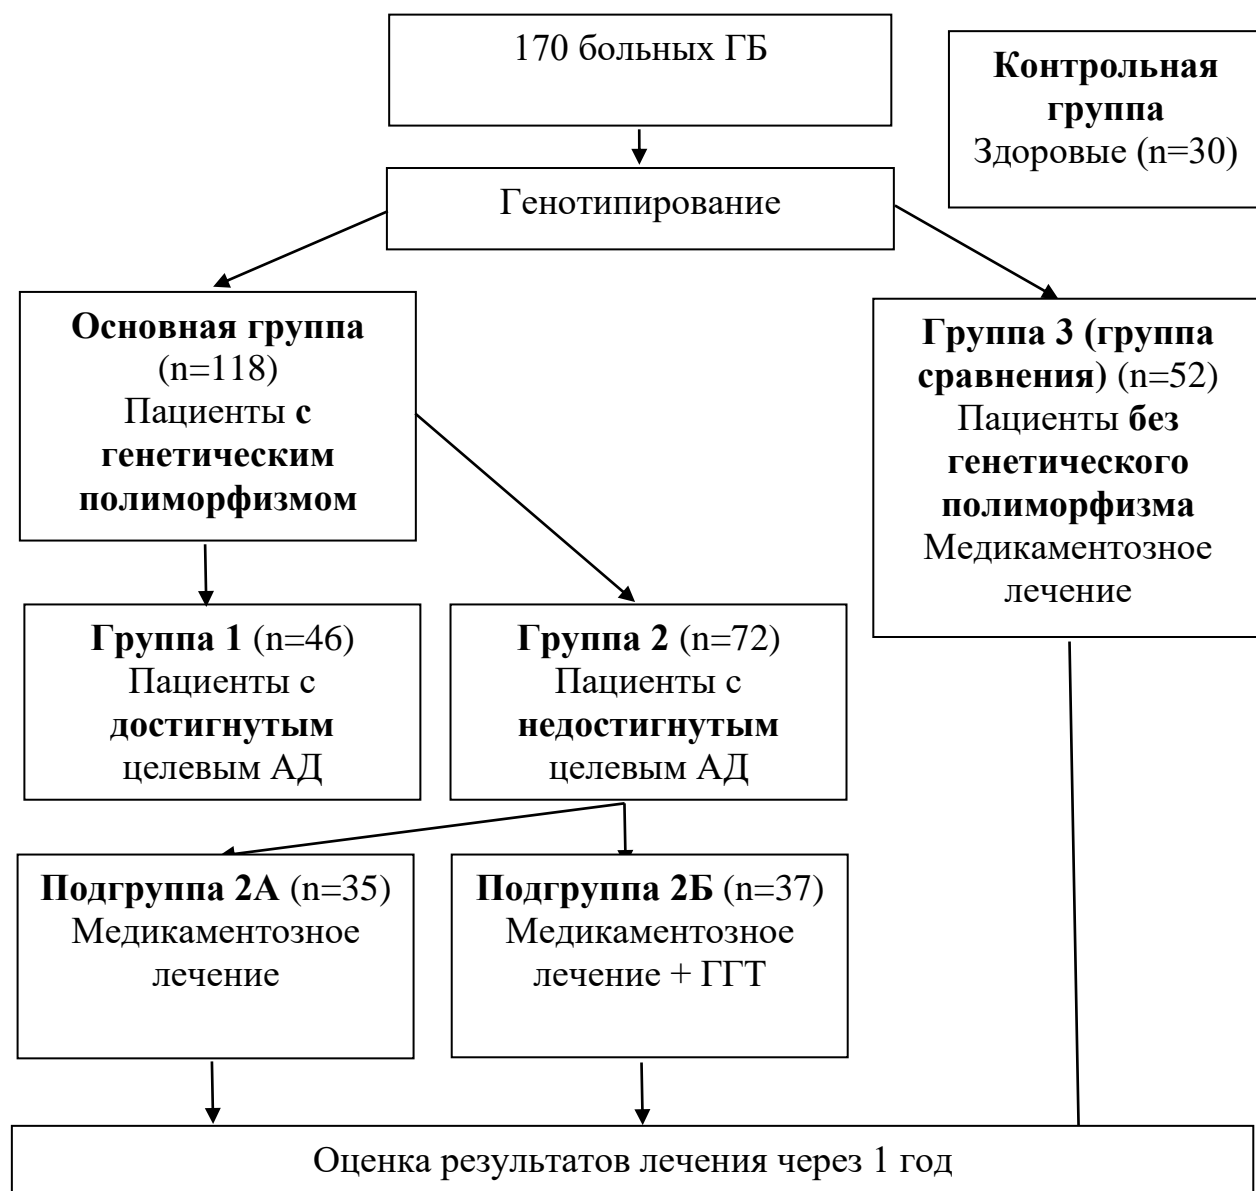 170 больных ГБ
Контрольная
группа
Здоровые (n=30)
Генотипирование
Основная группа
(n=118)
Пациенты с
генетическим
полиморфизмом
Группа 3 (группа
сравнения) (n=52)
Пациенты без
генетического
полиморфизма
Медикаментозное
лечение
Группа 1 (n=46)
Пациенты с
достигнутым
целевым АД
Группа 2 (n=72)
Пациенты с
недостигнутым
целевым АД
Подгруппа 2А (n=35)
Медикаментозное
лечение
Подгруппа 2Б (n=37)
Медикаментозное
лечение + ГГТ
Оценка результатов лечения через 1 год